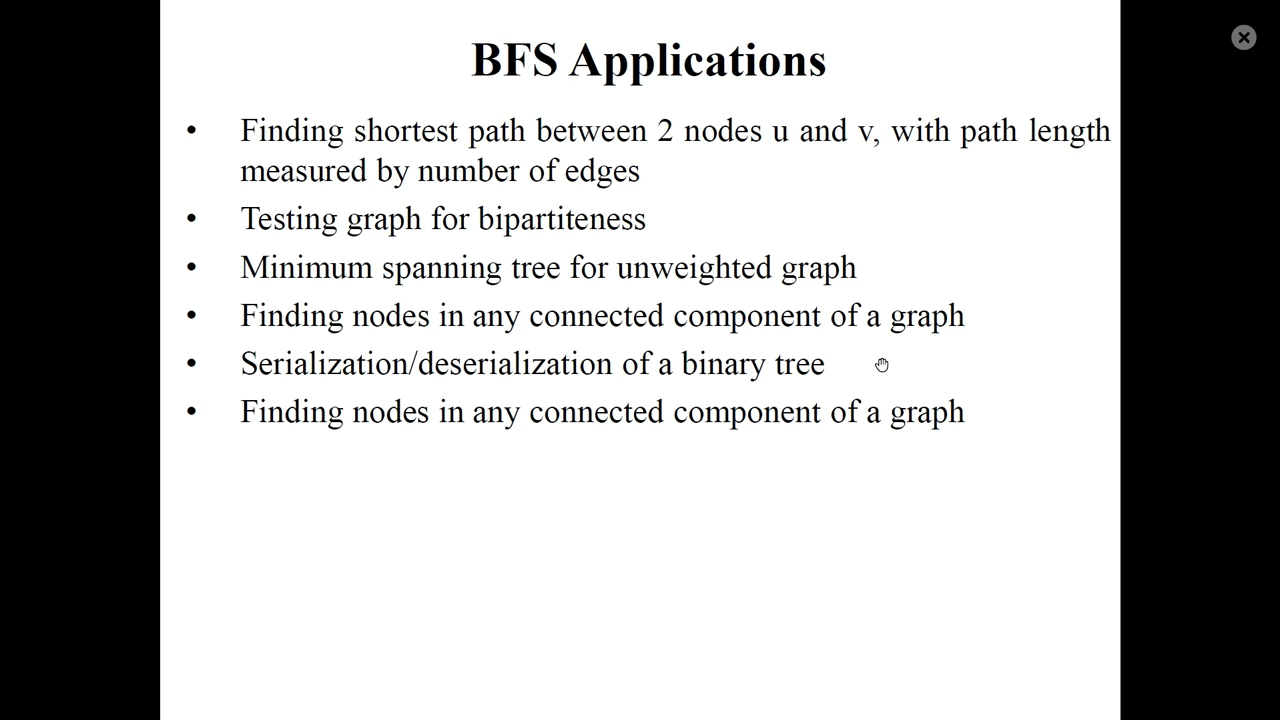 BFS Applications
• Finding shortest path between 2 nodes u and v, with path length
measured by number of edges
• Testing graph for bipartiteness
• Minimum spanning tree for unweighted graph
• Finding nodes in any connected component of a graph
• Serialization/deserialization of a binary tree
• Finding nodes in any connected component of a graph